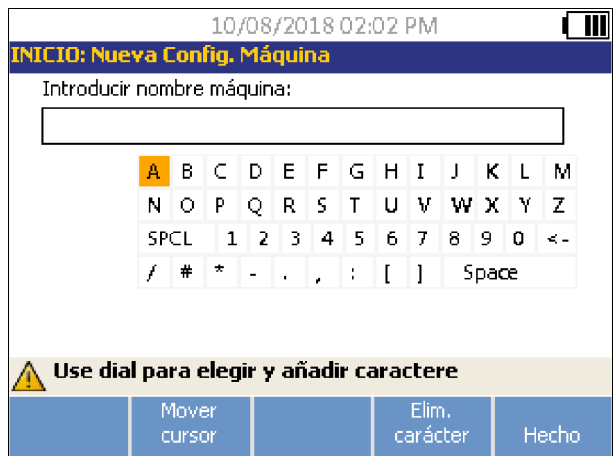 10/08/2018 02:02 PM
INICIO: Nueva Config. Máquina
Introducir nombre máquina:
A B C D E F G H I J K L M
N O P Q R S T U V W X Y Z
SPCL 1 2 3 4 5 6 7 8 9 0 <-
/ # * - . , : [ ] Space
Use dial para elegir y añadir caractere
Mover cursor
Elim. carácter
Hecho